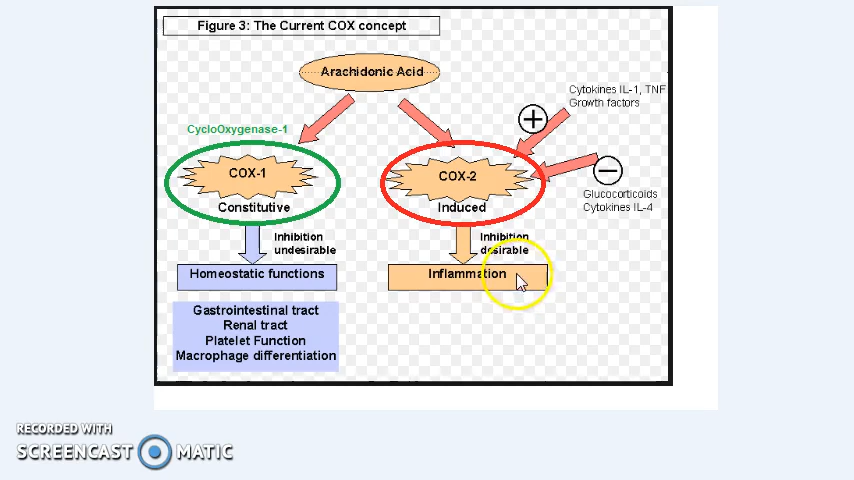 Figure 3: The Current COX concept
Arachidonic Acid
Cytokines IL-1, TNF
Growth factors
+
CycloOxygenase-1
COX-1
Constitutive
COX-2
Induced
−
Glucocorticoids
Cytokines IL-4
Inhibition
undesirable
Inhibition
desirable
Homeostatic functions
Inflammation
Gastrointestinal tract
Renal tract
Platelet Function
Macrophage differentiation
RECORDED WITH
SCREENCAST MATIC